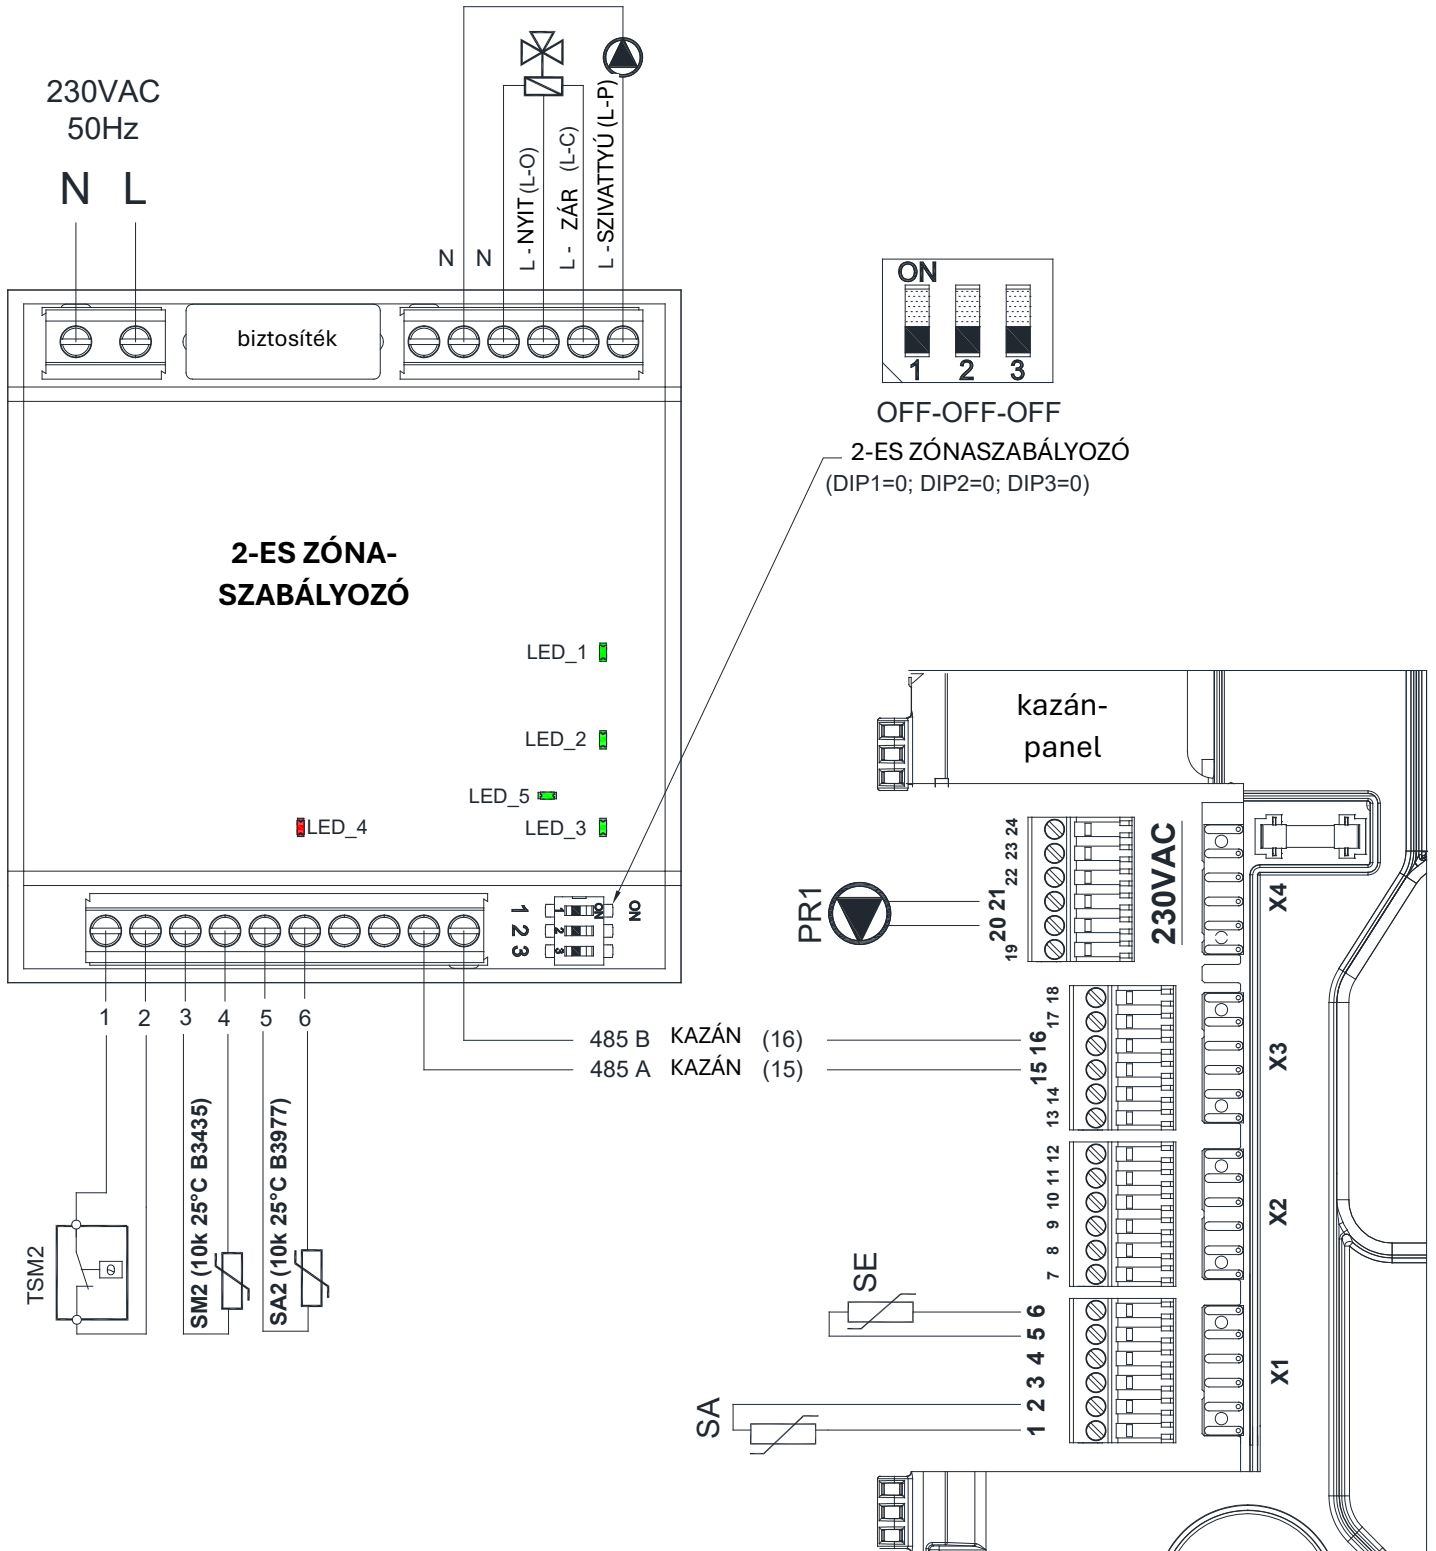 230VAC
50Hz
N L
N N
L - NYIT (L-O)
L - ZÁR (L-C)
L - SZIVATTYÚ (L-P)
biztosíték
ON
1 2 3
OFF-OFF-OFF
2-ES ZÓNASZABÁLYOZÓ
(DIP1=0; DIP2=0; DIP3=0)
2-ES ZÓNA-
SZABÁLYOZÓ
LED_1
LED_2
LED_5
LED_4
LED_3
1 2 3
1 2 3
ON
ON
1 2 3 4 5 6
485 B KAZÁN (16)
485 A KAZÁN (15)
TSM2
SM2 (10k 25°C B3435)
SA2 (10k 25°C B3977)
kazán-
panel
PR1
19 20 21 22 23 24
230VAC
X4
13 14 15 16 17 18
X3
7 8 9 10 11 12
X2
SE
SA
1 2 3 4 5 6
X1